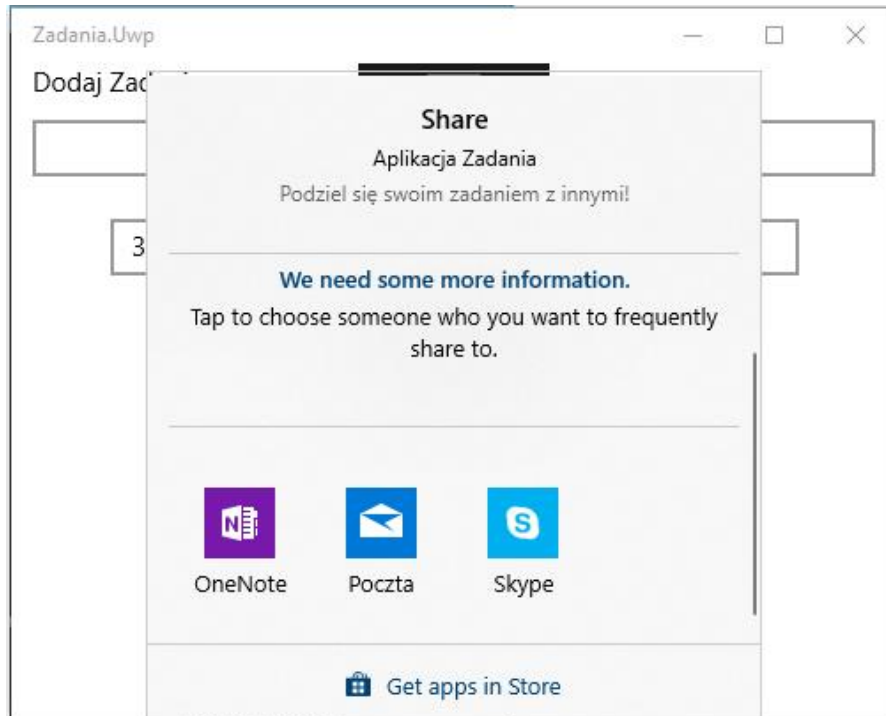 Zadania.Uwp
Dodaj
Share
Aplikacja Zadania
Podziel się swoim zadaniem z innymi!
3
We need some more information.
Tap to choose someone who you want to frequently
share to.
OneNote
Poczta
Skype
Get apps in Store